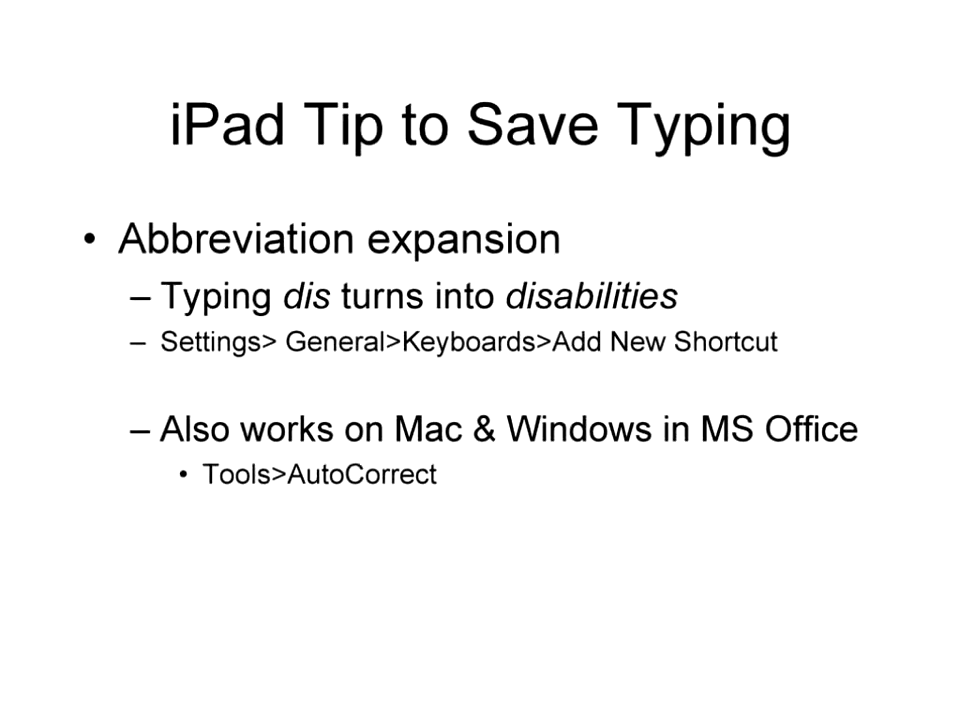 iPad Tip to Save Typing
• Abbreviation expansion
– Typing dis turns into disabilities
– Settings> General>Keyboards>Add New Shortcut
– Also works on Mac & Windows in MS Office
• Tools>AutoCorrect